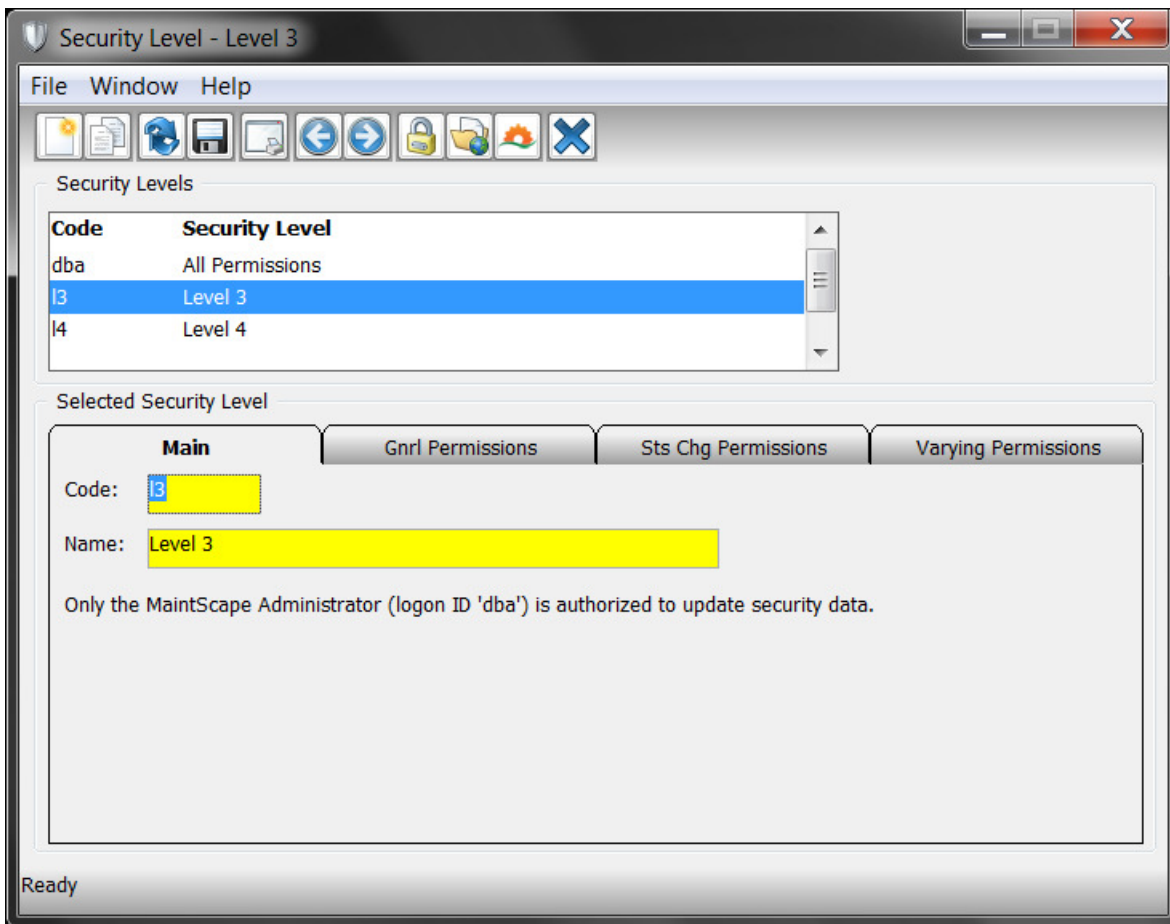 Security Level - Level 3
File Window Help
Security Levels
Code Security Level
dba All Permissions
l3 Level 3
l4 Level 4
Selected Security Level
Main Gnrl Permissions Sts Chg Permissions Varying Permissions
Code: l3
Name: Level 3
Only the MaintScape Administrator (logon ID 'dba') is authorized to update security data.
Ready